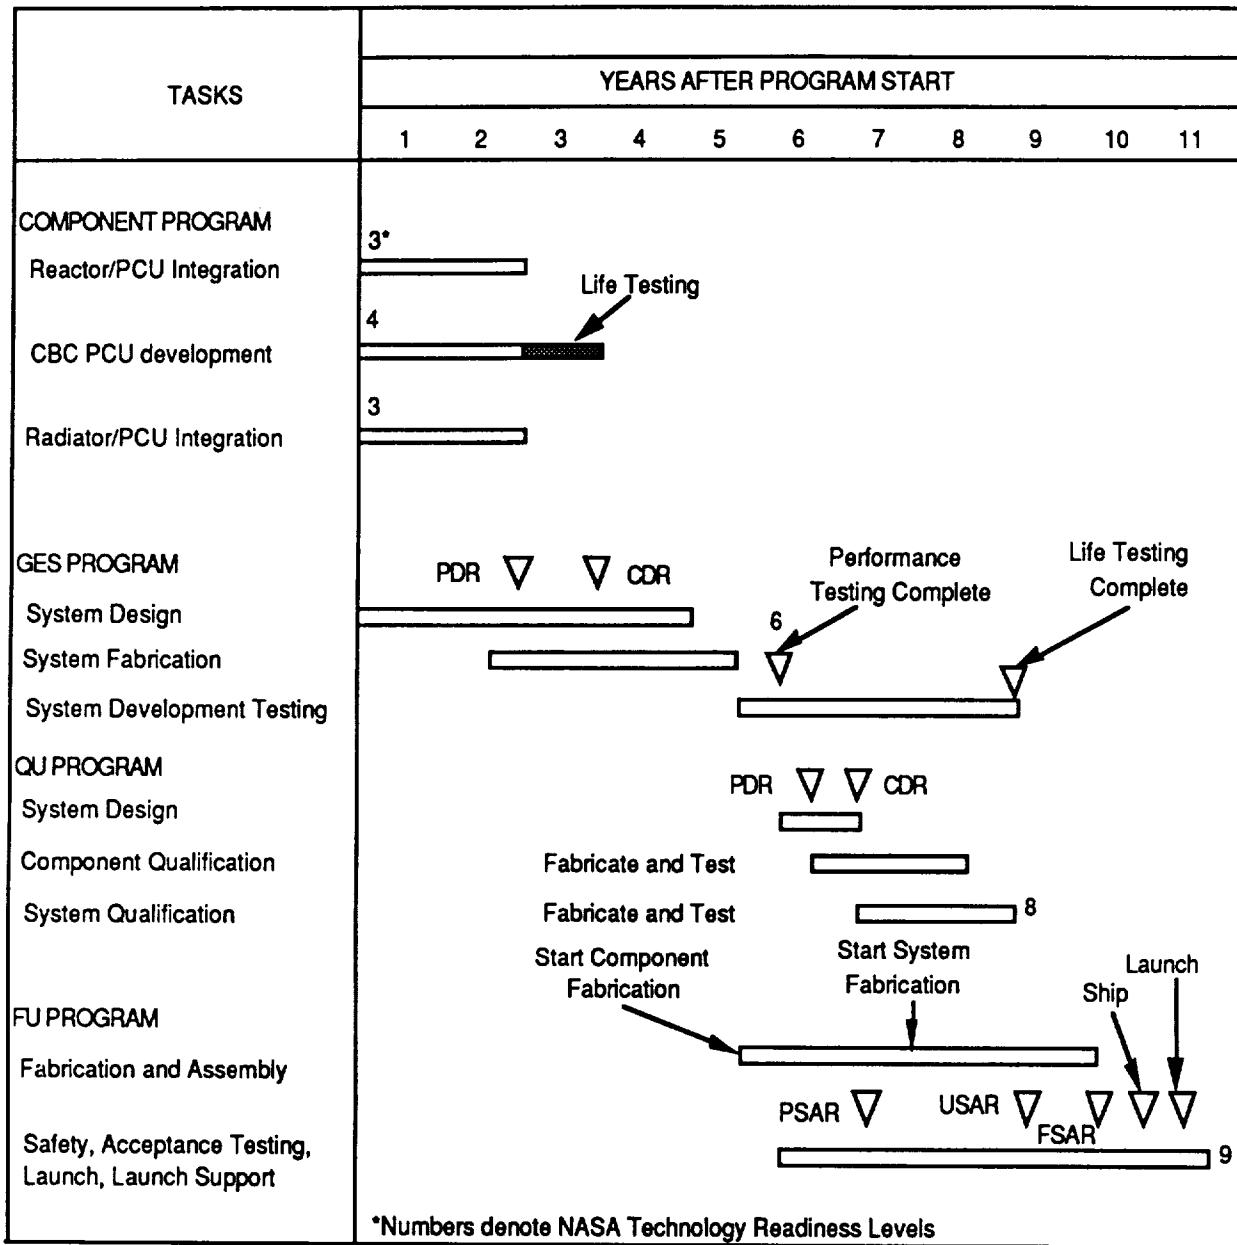 TASKS
YEARS AFTER PROGRAM START
1 2 3 4 5 6 7 8 9 10 11
COMPONENT PROGRAM
3*
Reactor/PCU Integration
Life Testing
4
CBC PCU development
3
Radiator/PCU Integration
GES PROGRAM
PDR
CDR
Performance
Testing Complete
Life Testing
Complete
System Design
6
System Fabrication
System Development Testing
QU PROGRAM
PDR
CDR
System Design
Component Qualification
Fabricate and Test
System Qualification
Fabricate and Test
8
Start Component
Fabrication
Start System
Fabrication
Launch
Ship
FU PROGRAM
Fabrication and Assembly
PSAR
USAR
FSAR
Safety, Acceptance Testing,
Launch, Launch Support
9
*Numbers denote NASA Technology Readiness Levels